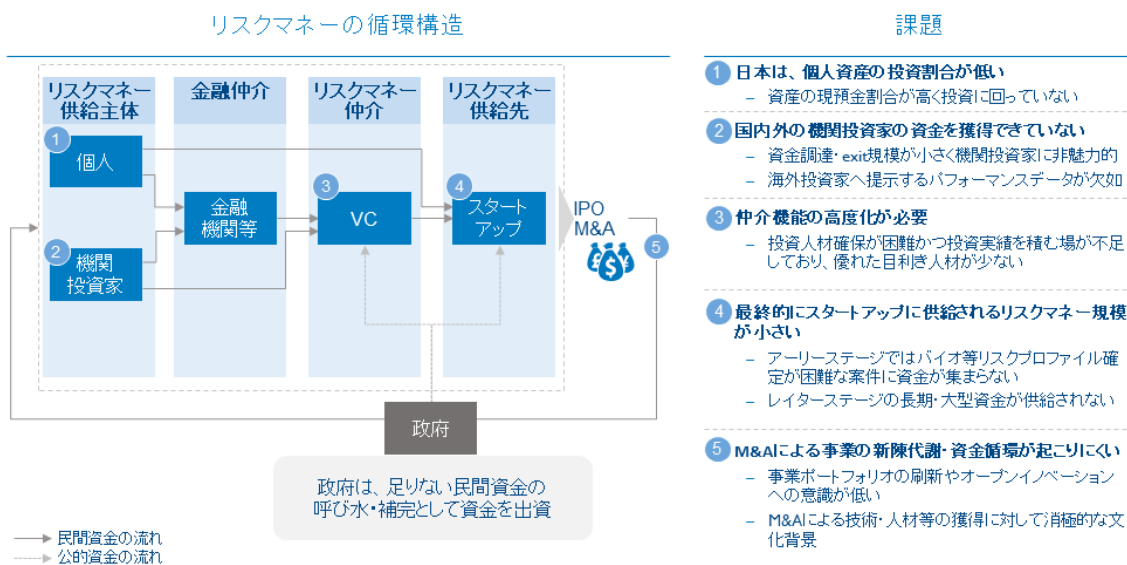 リスクマネーの循環構造
リスクマネー
供給主体
金融仲介
リスクマネー
仲介
リスクマネー
供給先
1
個人
2
機関
投資家
金融
機関等
3
VC
4
スタート
アップ
IPO
M&A
5
政府
政府は、足りない民間資金の
呼び水・補完として資金を出資
民間資金の流れ
公的資金の流れ
課題
1 日本は、個人資産の投資割合が低い
– 資産の現預金割合が高く投資に回っていない
2 国内外の機関投資家の資金を獲得できていない
– 資金調達・exit規模が小さく機関投資家に非魅力的
– 海外投資家へ提示するパフォーマンスデータが欠如
3 仲介機能の高度化が必要
– 投資人材確保が困難かつ投資実績を積む場が不足
しており、優れた目利き人材が少ない
4 最終的にスタートアップに供給されるリスクマネー規模
が小さい
– アーリーステージではバイオ等リスクプロファイル確
定が困難な案件に資金が集まらない
– レイターステージの長期・大型資金が供給されない
5 M&Aによる事業の新陳代謝・資金循環が起こりにくい
– 事業ポートフォリオの刷新やオープンイノベーション
への意識が低い
– M&Aによる技術・人材等の獲得に対して消極的な文
化背景